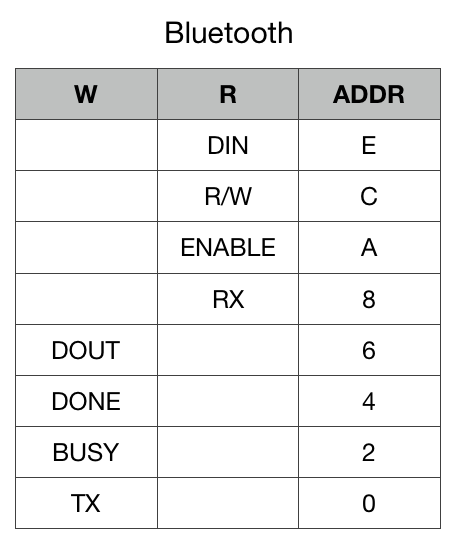 Bluetooth
W R ADDR
DIN E
R/W C
ENABLE A
RX 8
DOUT 6
DONE 4
BUSY 2
TX 0